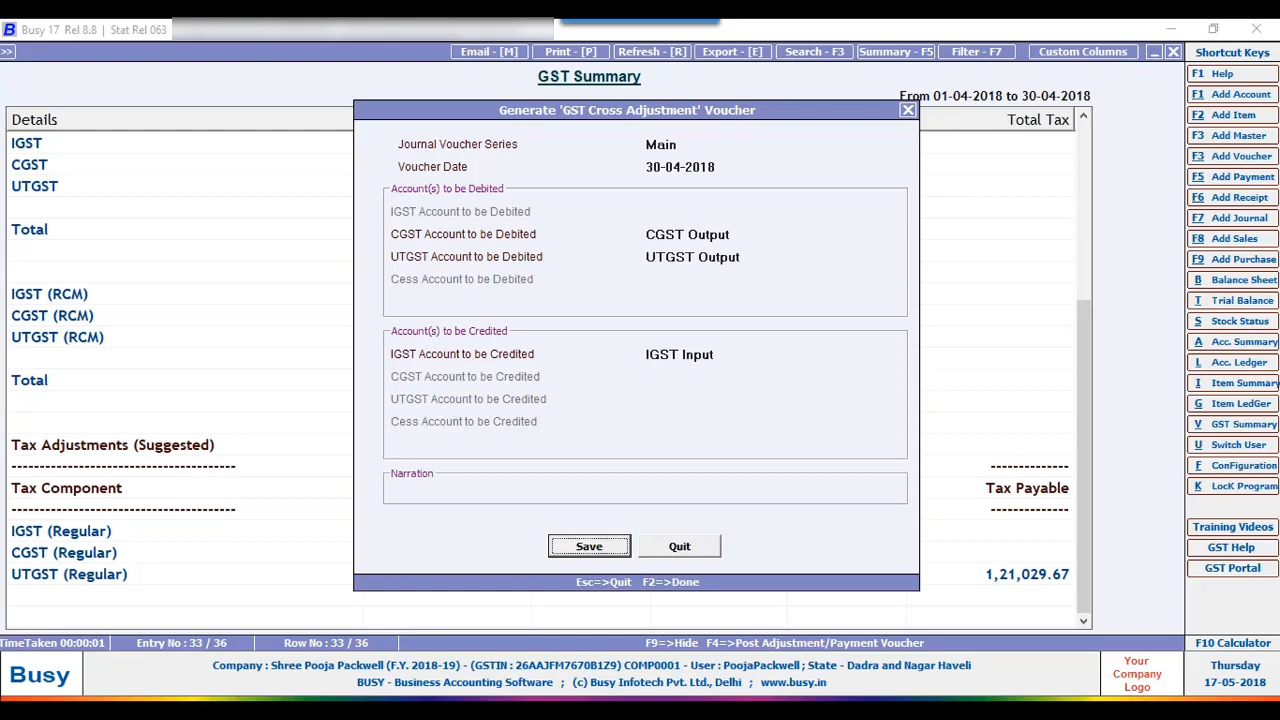 Busy 17 Rel 8.8 | Stat Rel 063
>> Email - [M] Print - [P] Refresh - [R] Export - [E] Search - F3 Summary - F5 Filter - F7 Custom Columns
GST Summary
From 01-04-2018 to 30-04-2018
Details Total Tax
IGST
CGST
UTGST
Total
IGST (RCM)
CGST (RCM)
UTGST (RCM)
Total
Tax Adjustments (Suggested)
Tax Component Tax Payable
IGST (Regular)
CGST (Regular)
UTGST (Regular) 1,21,029.67
Generate 'GST Cross Adjustment' Voucher
Journal Voucher Series Main
Voucher Date 30-04-2018
Account(s) to be Debited
IGST Account to be Debited
CGST Account to be Debited CGST Output
UTGST Account to be Debited UTGST Output
Cess Account to be Debited
Account(s) to be Credited
IGST Account to be Credited IGST Input
CGST Account to be Credited
UTGST Account to be Credited
Cess Account to be Credited
Narration
Save Quit
Esc=>Quit F2=>Done
Shortcut Keys
F1 Help
F1 Add Account
F2 Add Item
F3 Add Master
F3 Add Voucher
F5 Add Payment
F6 Add Receipt
F7 Add Journal
F8 Add Sales
F9 Add Purchase
B Balance Sheet
T Trial Balance
S Stock Status
A Acc. Summary
L Acc. Ledger
I Item Summary
G Item LedGer
V GST Summary
U Switch User
F ConFiguration
K LocK Program
Training Videos
GST Help
GST Portal
TimeTaken 00:00:01 Entry No : 33 / 36 Row No : 33 / 36 F9=>Hide F4=>Post Adjustment/Payment Voucher F10 Calculator
Busy
Company : Shree Pooja Packwell (F.Y. 2018-19) - (GSTIN : 26AAJFM7670B1Z9) COMP0001 - User : PoojaPackwell ; State - Dadra and Nagar Haveli
BUSY - Business Accounting Software ; (c) Busy Infotech Pvt. Ltd., Delhi ; www.busy.in
Your
Company
Logo
Thursday
17-05-2018